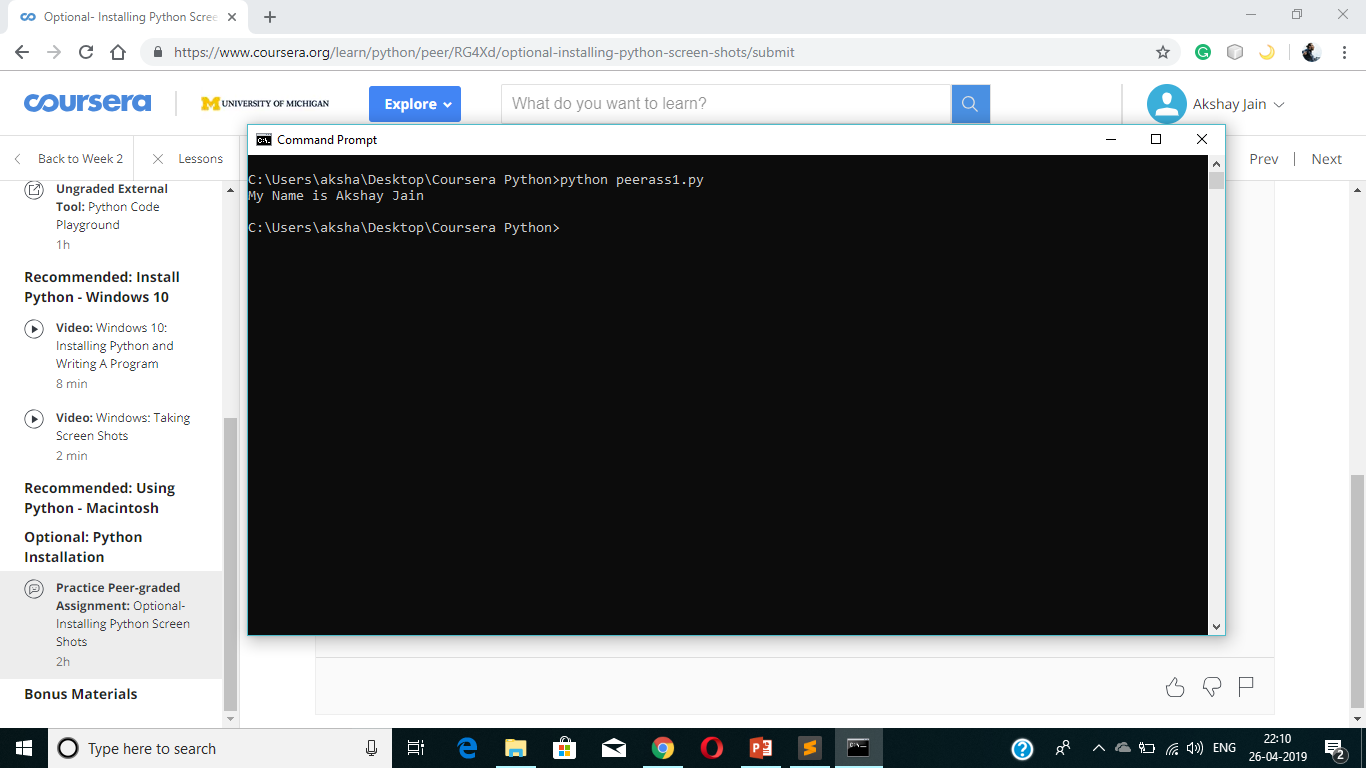 Optional- Installing Python Scree
https://www.coursera.org/learn/python/peer/RG4Xd/optional-installing-python-screen-shots/submit
coursera
M UNIVERSITY OF MICHIGAN
Explore
What do you want to learn?
Akshay Jain
Back to Week 2
Lessons
Prev | Next
Ungraded External
Tool: Python Code
Playground
1h
Recommended: Install
Python - Windows 10
Video: Windows 10:
Installing Python and
Writing A Program
8 min
Video: Windows: Taking
Screen Shots
2 min
Recommended: Using
Python - Macintosh
Optional: Python
Installation
Practice Peer-graded
Assignment: Optional-
Installing Python Screen
Shots
2h
Bonus Materials
Command Prompt
C:\Users\aksha\Desktop\Coursera Python>python peerass1.py
My Name is Akshay Jain
C:\Users\aksha\Desktop\Coursera Python>
Type here to search
ENG
22:10
26-04-2019
2